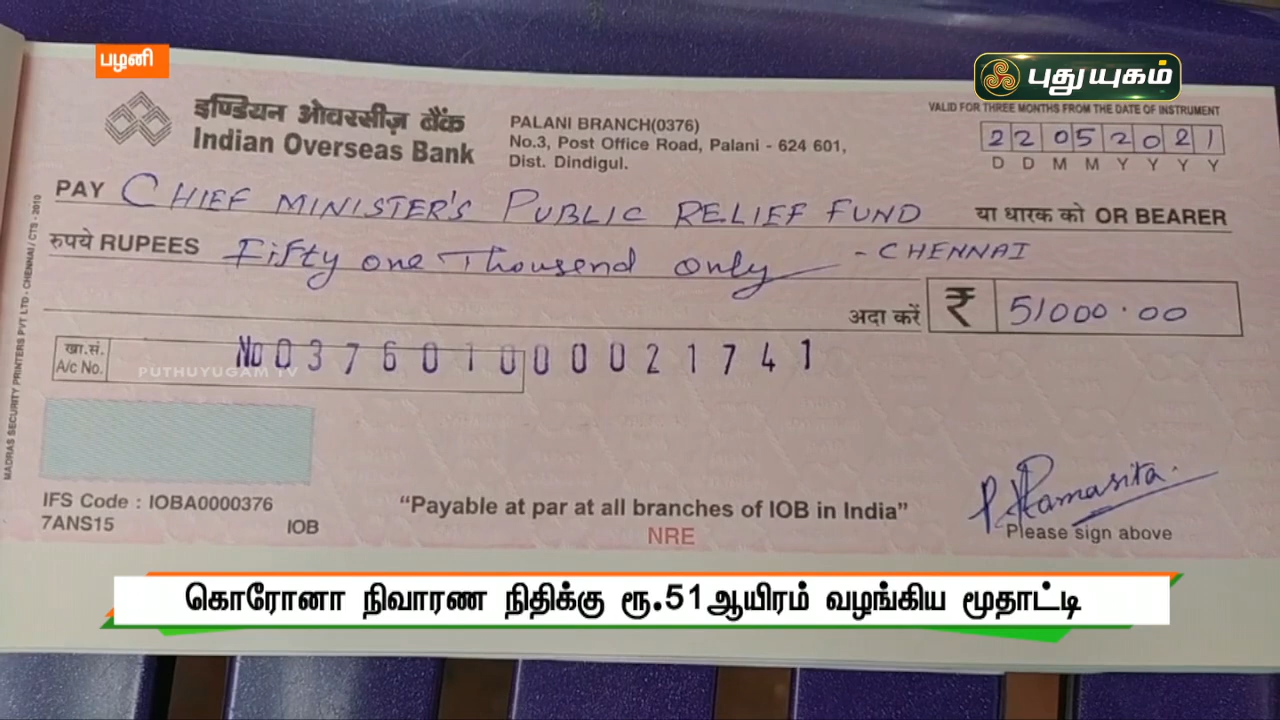 பழனி
புதுயுகம்
इण्डियन ओवरसीज़ बैंक
Indian Overseas Bank
PALANI BRANCH(0376)
No.3, Post Office Road, Palani - 624 601,
Dist. Dindigul.
VALID FOR THREE MONTHS FROM THE DATE OF INSTRUMENT
22052021
D D M M Y Y Y Y
PAY CHIEF MINISTER'S PUBLIC RELIEF FUND या धारक को OR BEARER
रुपये RUPEES Fifty one Thousend only - CHENNAI
अदा करें ₹ 51000.00
खा.सं.
A/c No. No037601000021741
PUTHUYUGAM TV
MADRAS SECURITY PRINTERS PVT LTD - CHENNAI / CTS - 2010
IFS Code : IOBA0000376
7ANS15 IOB
"Payable at par at all branches of IOB in India"
NRE
P. Ramasita
Please sign above
கொரோனா நிவாரண நிதிக்கு ரூ.51ஆயிரம் வழங்கிய மூதாட்டி